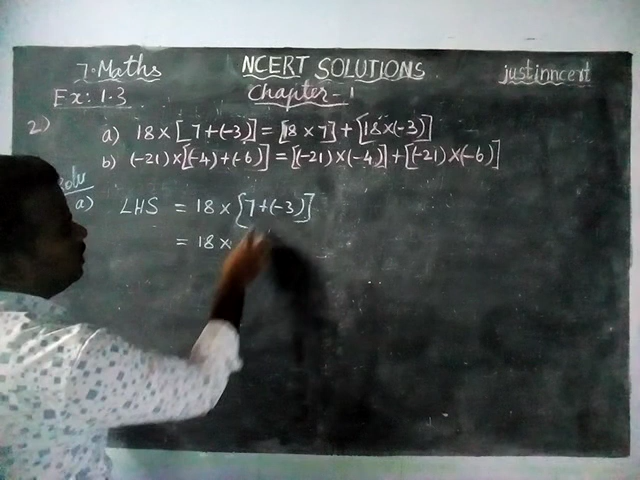 7. Maths NCERT SOLUTIONS justinncert
Ex: 1.3 Chapter - 1
2) a) 18 × [7+(-3)] = [18 × 7] + [18×(-3)]
b) (-21)×[(-4)+(-6)] = [(-21)×(-4)] + [(-21)×(-6)]
Solu
a) LHS = 18 × [7+(-3)]
= 18 ×